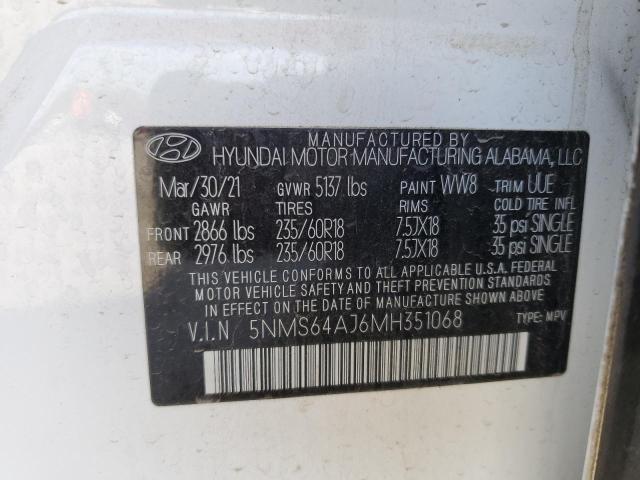 MANUFACTURED BY
HYUNDAI MOTOR MANUFACTURING ALABAMA, LLC
Mar/30/21 GVWR 5137 lbs PAINT WW8 TRIM UUE
GAWR TIRES RIMS COLD TIRE INFL
FRONT 2866 lbs 235/60R18 7.5JX18 35 psi SINGLE
REAR 2976 lbs 235/60R18 7.5JX18 35 psi SINGLE
THIS VEHICLE CONFORMS TO ALL APPLICABLE U.S.A. FEDERAL
MOTOR VEHICLE SAFETY AND THEFT PREVENTION STANDARDS
IN EFFECT ON THE DATE OF MANUFACTURE SHOWN ABOVE.
V.I.N 5NMS64AJ6MH351068 TYPE: MPV